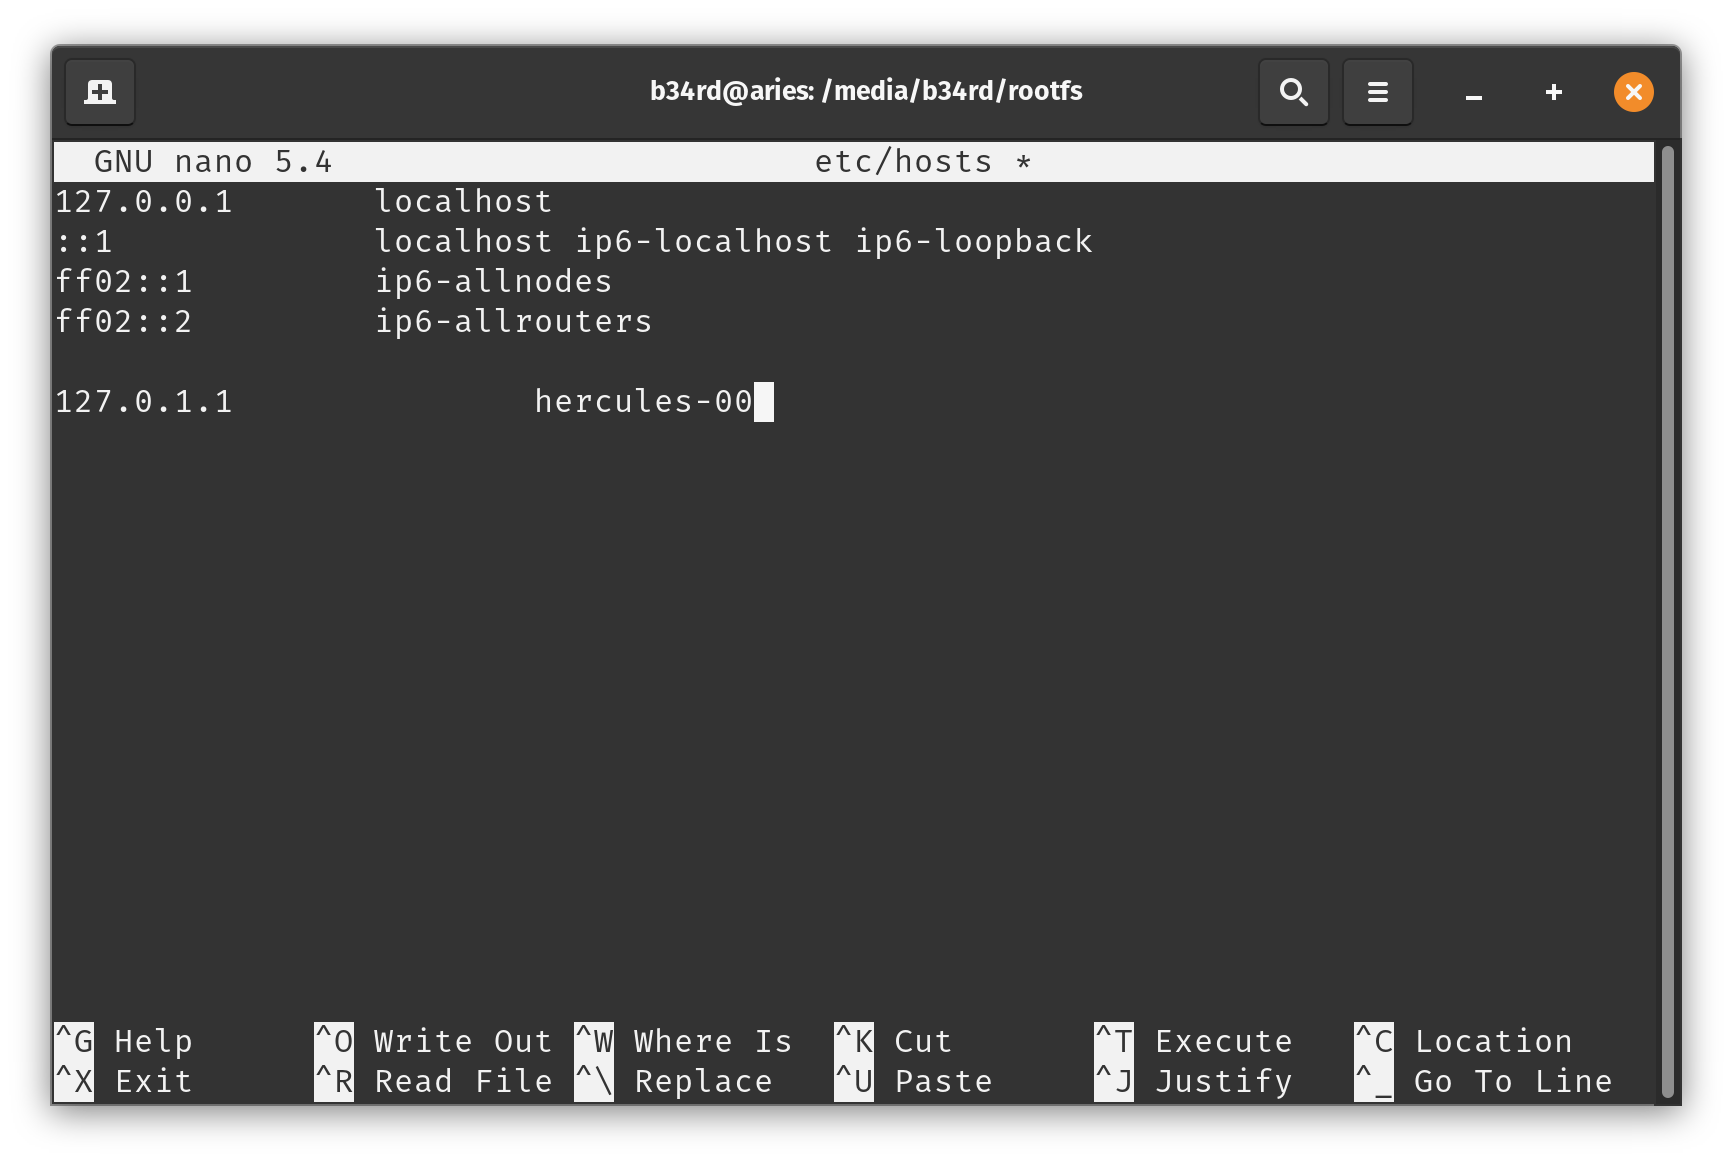 b34rd@aries: /media/b34rd/rootfs
GNU nano 5.4 etc/hosts *
127.0.0.1 localhost
::1 localhost ip6-localhost ip6-loopback
ff02::1 ip6-allnodes
ff02::2 ip6-allrouters
127.0.1.1 hercules-00
^G Help ^O Write Out ^W Where Is ^K Cut ^T Execute ^C Location
^X Exit ^R Read File ^\ Replace ^U Paste ^J Justify ^_ Go To Line